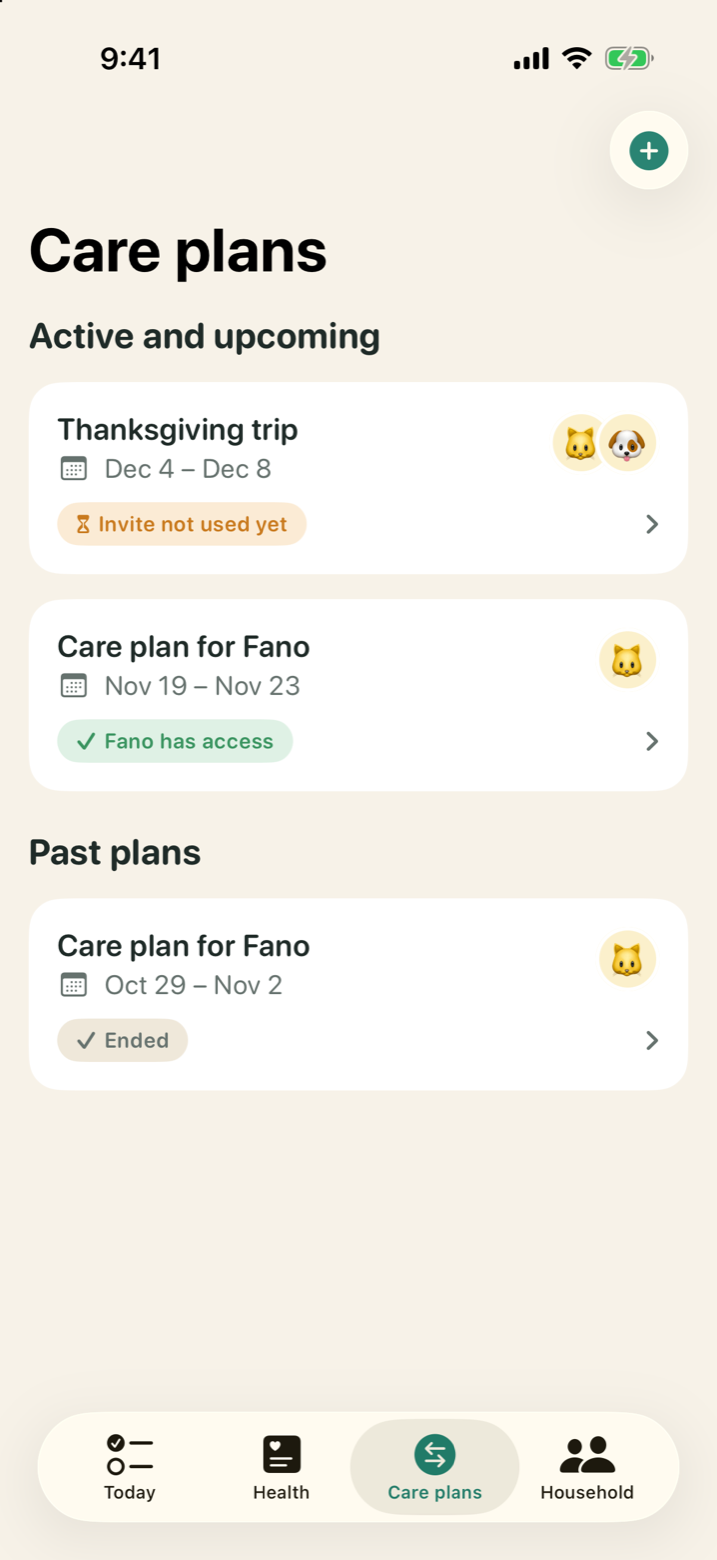 9:41
Care plans
Active and upcoming
Thanksgiving trip
Dec 4 – Dec 8
Invite not used yet
Care plan for Fano
Nov 19 – Nov 23
Fano has access
Past plans
Care plan for Fano
Oct 29 – Nov 2
Ended
Today Health Care plans Household